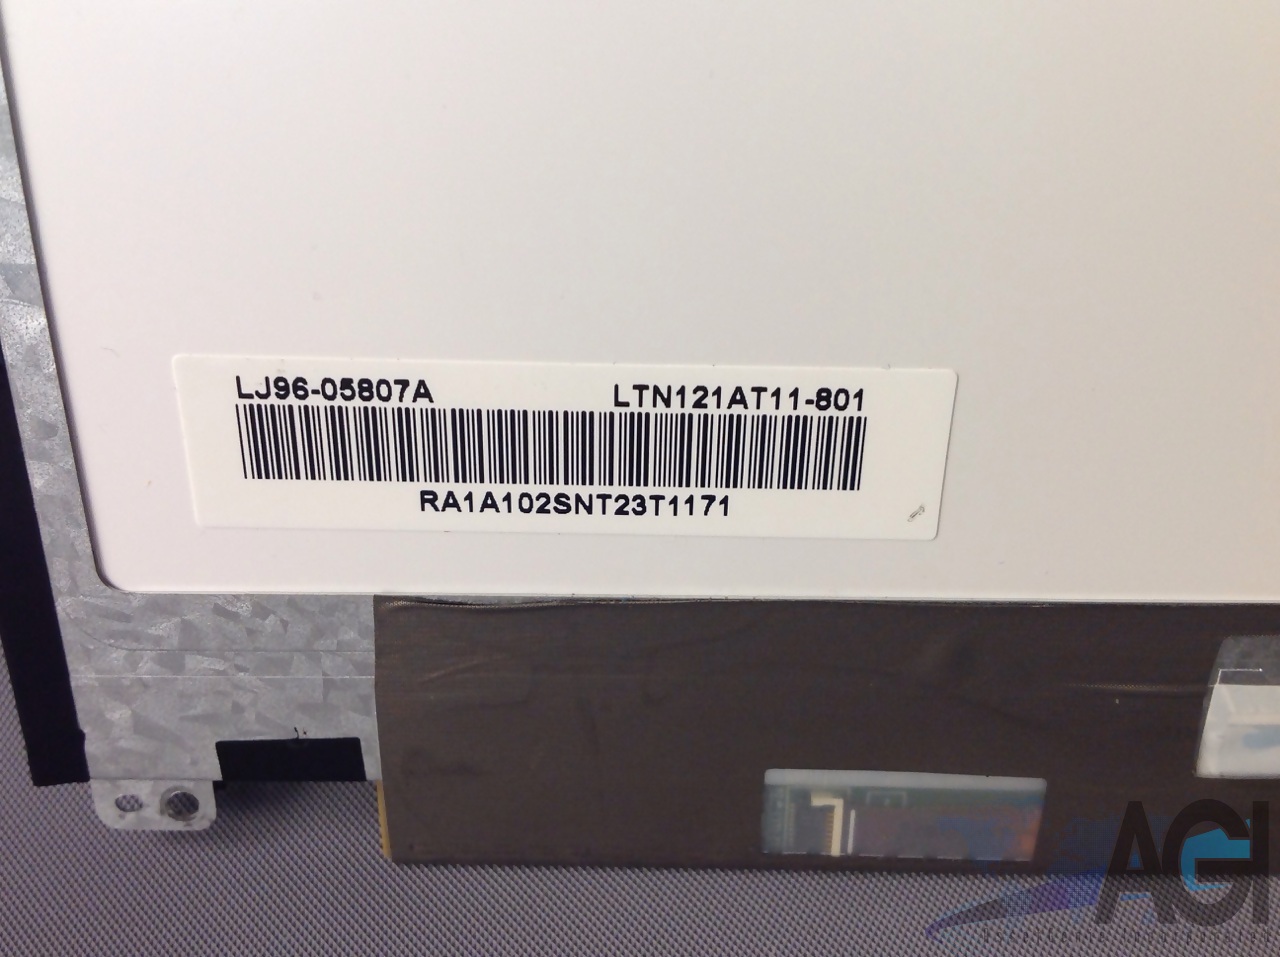 LJ96-05807A LTN121AT11-801
RA1A102SNT23T1171
AGI